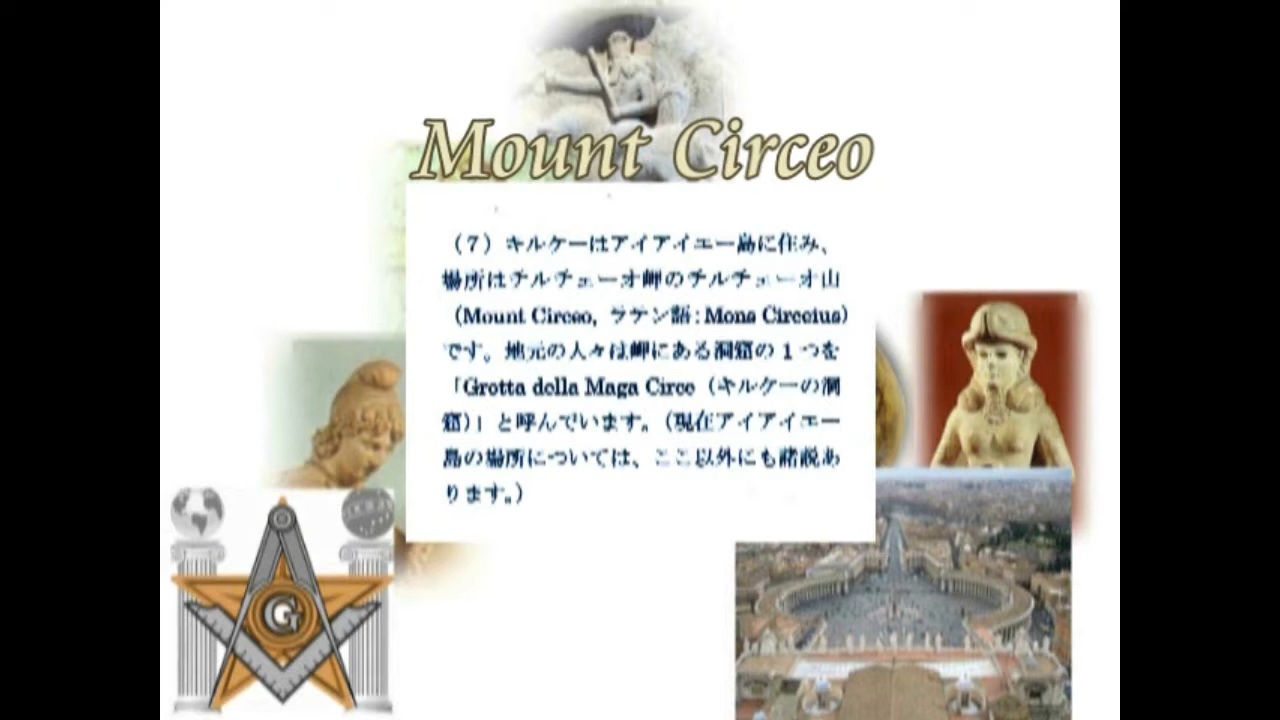 Mount Circeo
（７）キルケーはアイアイエー島に住み、
場所はチルチェーオ岬のチルチェーオ山
（Mount Circeo, ラテン語：Mons Circeius）
です。地元の人々は岬にある洞窟の１つを
「Grotta della Maga Circe（キルケーの洞
窟）」と呼んでいます。（現在アイアイエー
島の場所については、ここ以外にも諸説あ
ります。）
G